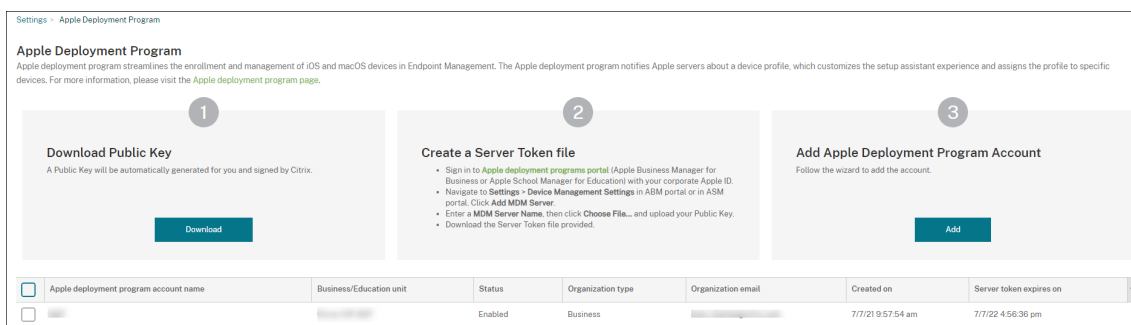 Settings > Apple Deployment Program
Apple Deployment Program
Apple deployment program streamlines the enrollment and management of iOS and macOS devices in Endpoint Management. The Apple deployment program notifies Apple servers about a device profile, which customizes the setup assistant experience and assigns the profile to specific
devices. For more information, please visit the Apple deployment program page.
1
Download Public Key
A Public Key will be automatically generated for you and signed by Citrix.
Download
2
Create a Server Token file
• Sign in to Apple deployment programs portal (Apple Business Manager for
Business or Apple School Manager for Education) with your corporate Apple ID.
• Navigate to Settings > Device Management Settings in ABM portal or in ASM
portal. Click Add MDM Server.
• Enter a MDM Server Name, then click Choose File... and upload your Public Key.
• Download the Server Token file provided.
3
Add Apple Deployment Program Account
Follow the wizard to add the account.
Add
Apple deployment program account name Business/Education unit Status Organization type Organization email Created on Server token expires on
Enabled Business 7/7/21 9:57:54 am 7/7/22 4:56:36 pm